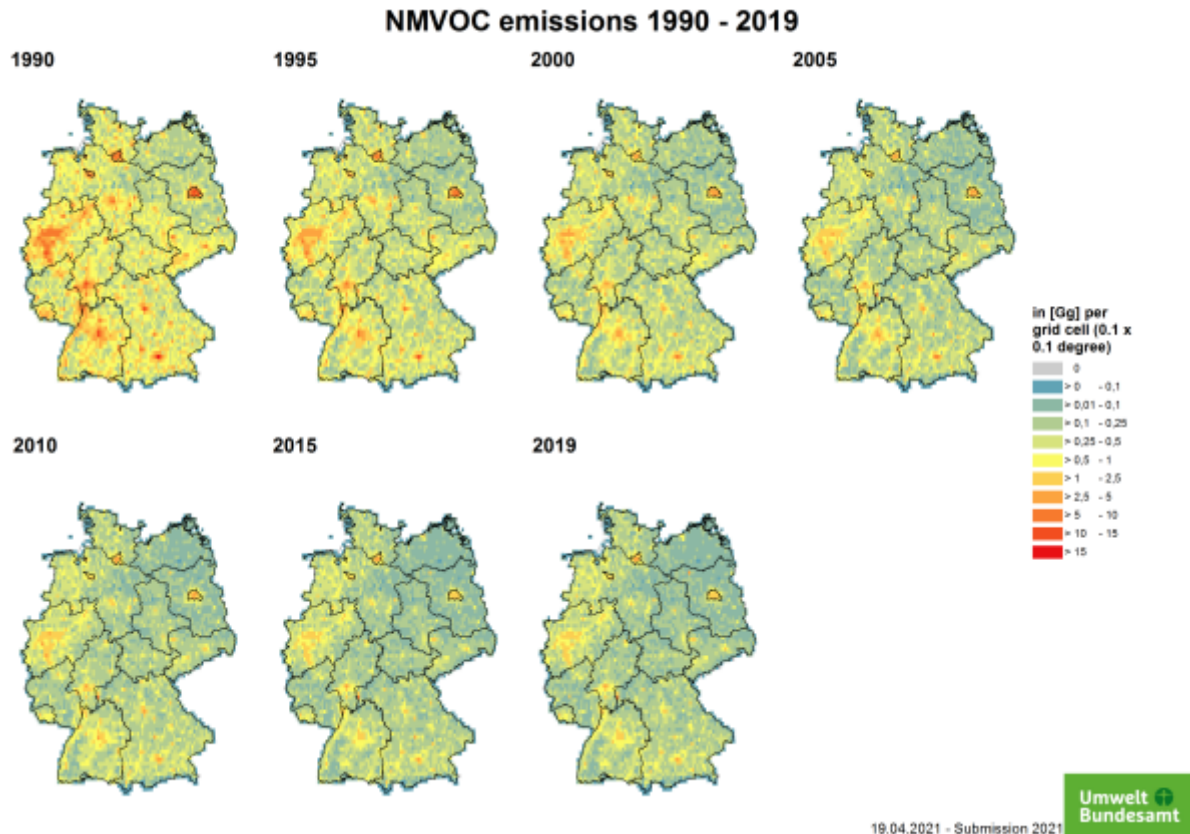 NMVOC emissions 1990 - 2019
1990
1995
2000
2005
in [Gg] per
grid cell (0.1 x
0.1 degree)
0
> 0 - 0,1
> 0,01 - 0,1
> 0,1 - 0,25
> 0,25 - 0,5
> 0,5 - 1
> 1 - 2,5
> 2,5 - 5
> 5 - 10
> 10 - 15
> 15
2010
2015
2019
Umwelt
Bundesamt
19.04.2021 - Submission 2021